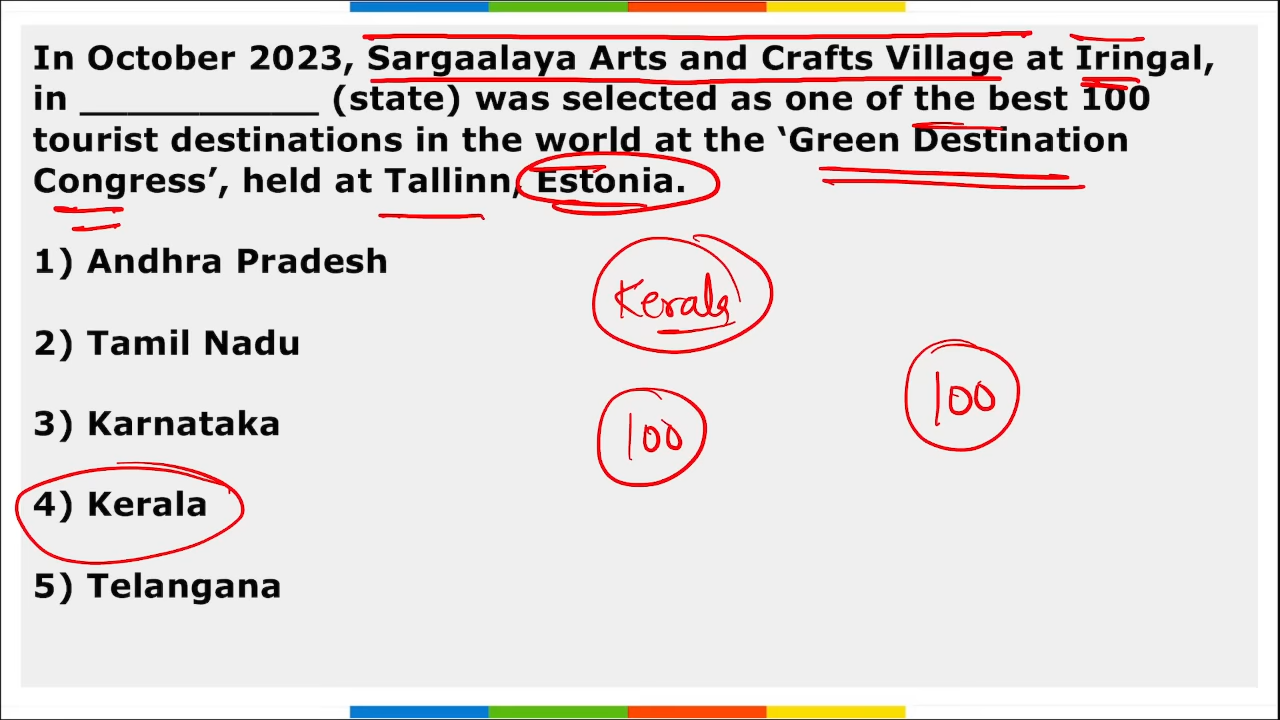 In October 2023, Sargaalaya Arts and Crafts Village at Iringal,
in ______________ (state) was selected as one of the best 100
tourist destinations in the world at the ‘Green Destination
Congress’, held at Tallinn, Estonia.
1) Andhra Pradesh
Kerala
2) Tamil Nadu
100
3) Karnataka
100
4) Kerala
5) Telangana